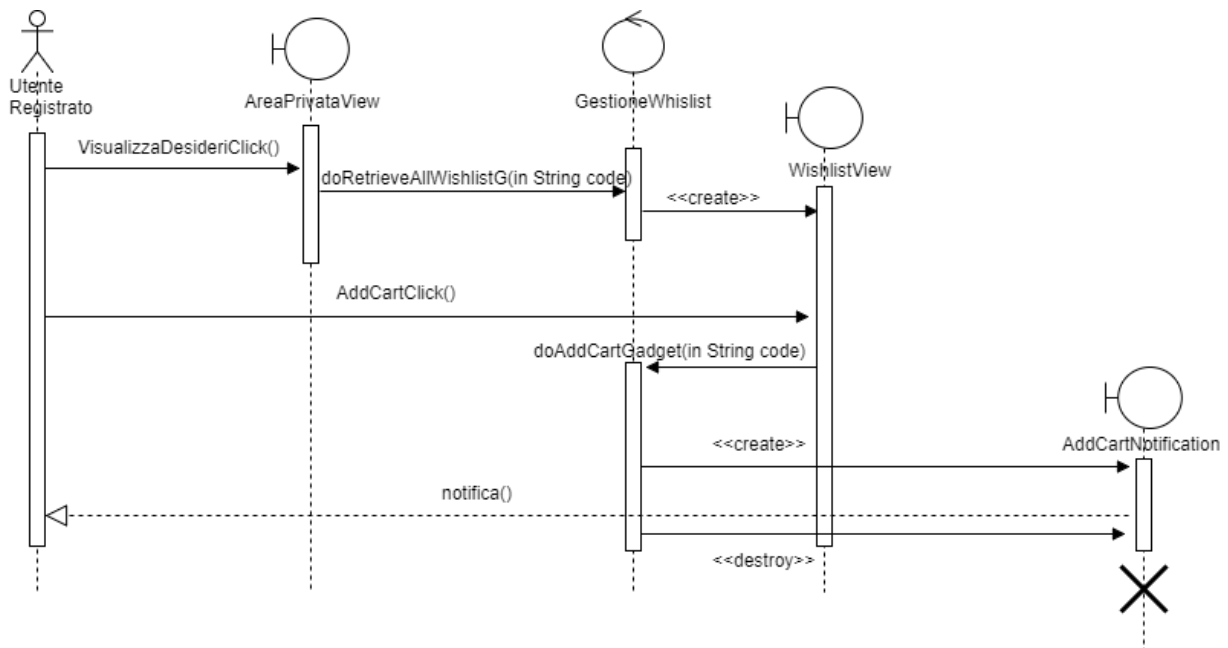 Utente
Registrato
AreaPrivataView
GestioneWhislist
WishlistView
VisualizzaDesideriClick()
doRetrieveAllWishlistG(in String code)
<<create>>
AddCartClick()
doAddCartGadget(in String code)
AddCartNotification
<<create>>
notifica()
<<destroy>>